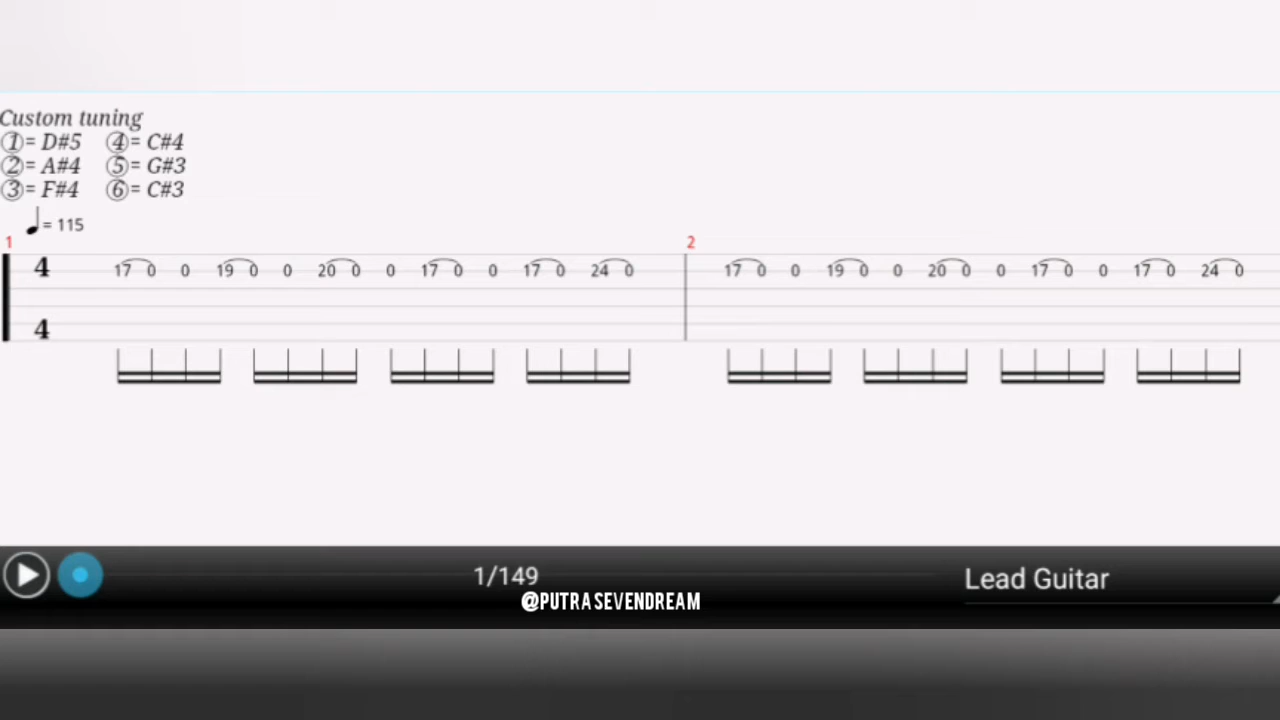 Custom tuning
①= D#5 ④= C#4
②= A#4 ⑤= G#3
③= F#4 ⑥= C#3
= 115
1 2
4 17 0 0 19 0 0 20 0 0 17 0 0 17 0 24 0 17 0 0 19 0 0 20 0 0 17 0 0 17 0 24 0
4
1/149 Lead Guitar
@PUTRASEVENDREAM